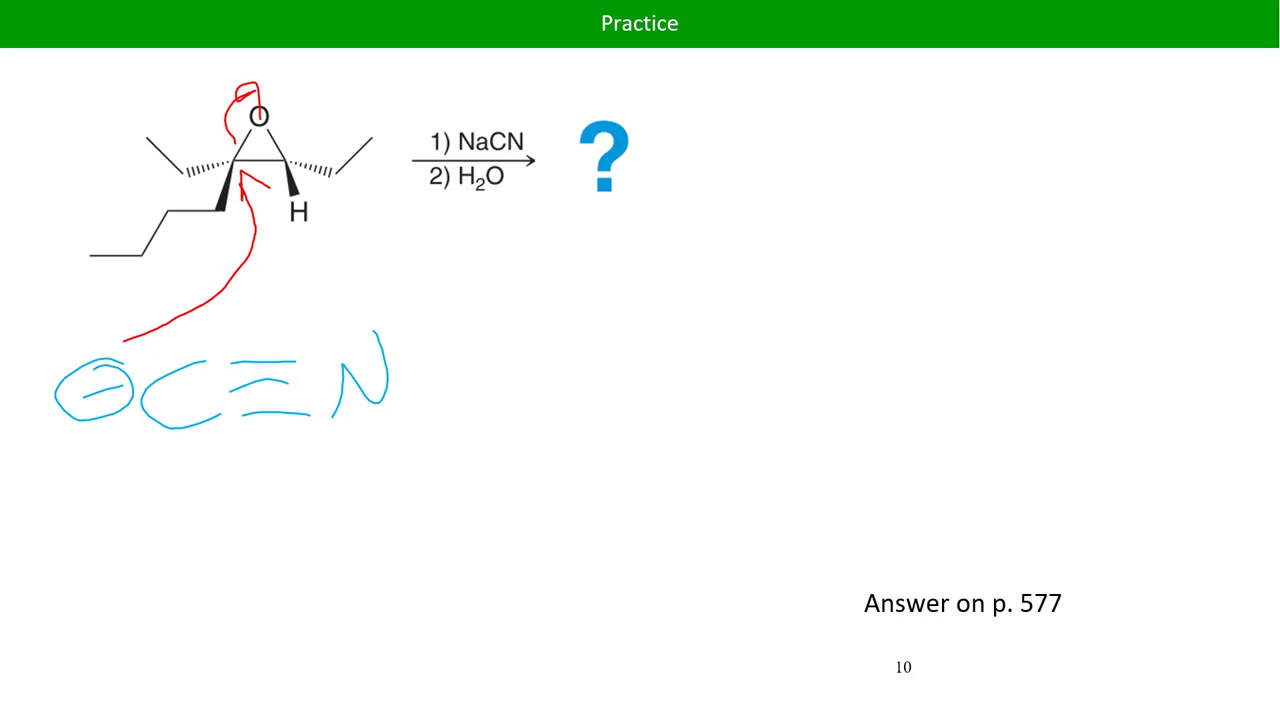 Practice
O
1) NaCN
2) H₂O
?
H
⊖C≡N
Answer on p. 577
10